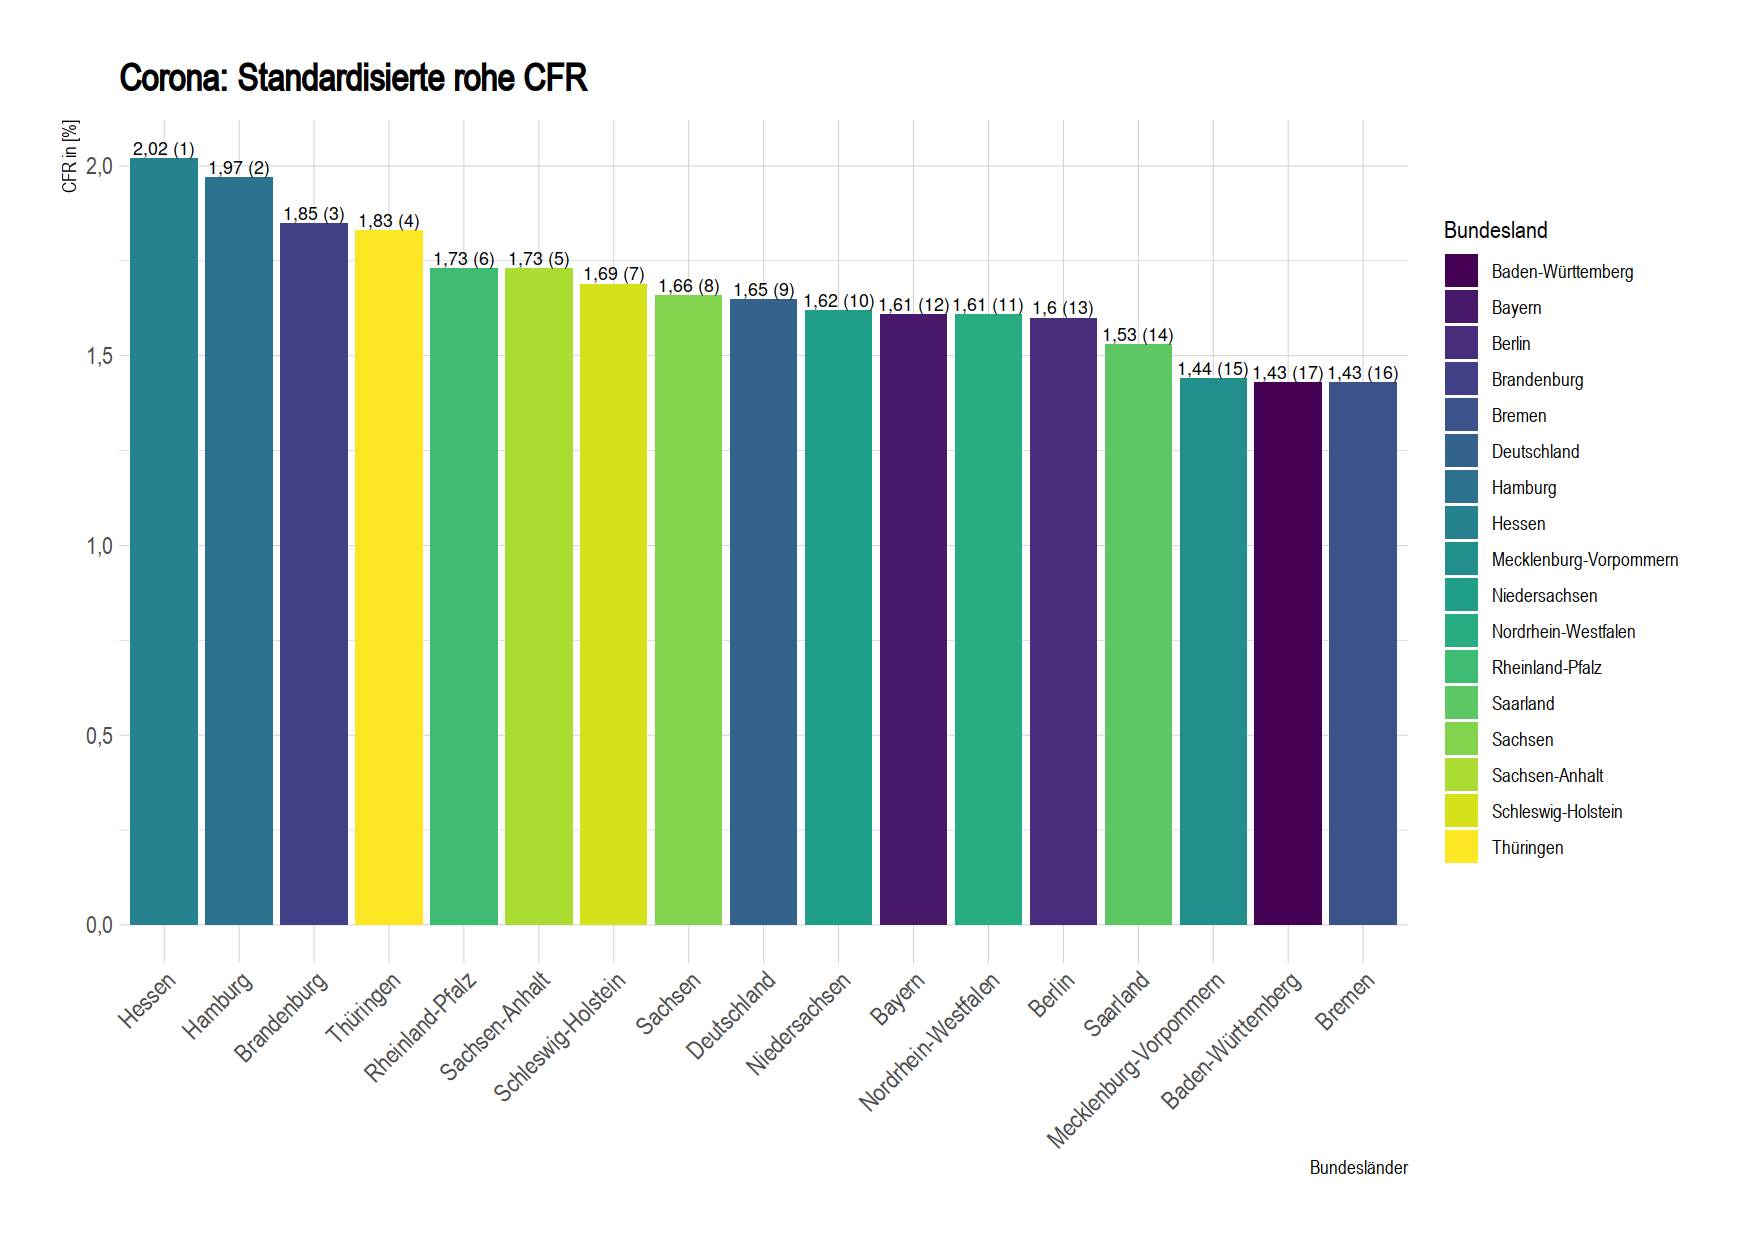 Corona: Standardisierte rohe CFR
CFR in [%]
2,0
1,5
1,0
0,5
0,0
2,02 (1)
1,97 (2)
1,85 (3)
1,83 (4)
1,73 (6)
1,73 (5)
1,69 (7)
1,66 (8)
1,65 (9)
1,62 (10)
1,61 (12)
1,61 (11)
1,6 (13)
1,53 (14)
1,44 (15)
1,43 (17)
1,43 (16)
Hessen
Hamburg
Brandenburg
Thüringen
Rheinland-Pfalz
Sachsen-Anhalt
Schleswig-Holstein
Sachsen
Deutschland
Niedersachsen
Bayern
Nordrhein-Westfalen
Berlin
Saarland
Mecklenburg-Vorpommern
Baden-Württemberg
Bremen
Bundesländer
Bundesland
Baden-Württemberg
Bayern
Berlin
Brandenburg
Bremen
Deutschland
Hamburg
Hessen
Mecklenburg-Vorpommern
Niedersachsen
Nordrhein-Westfalen
Rheinland-Pfalz
Saarland
Sachsen
Sachsen-Anhalt
Schleswig-Holstein
Thüringen